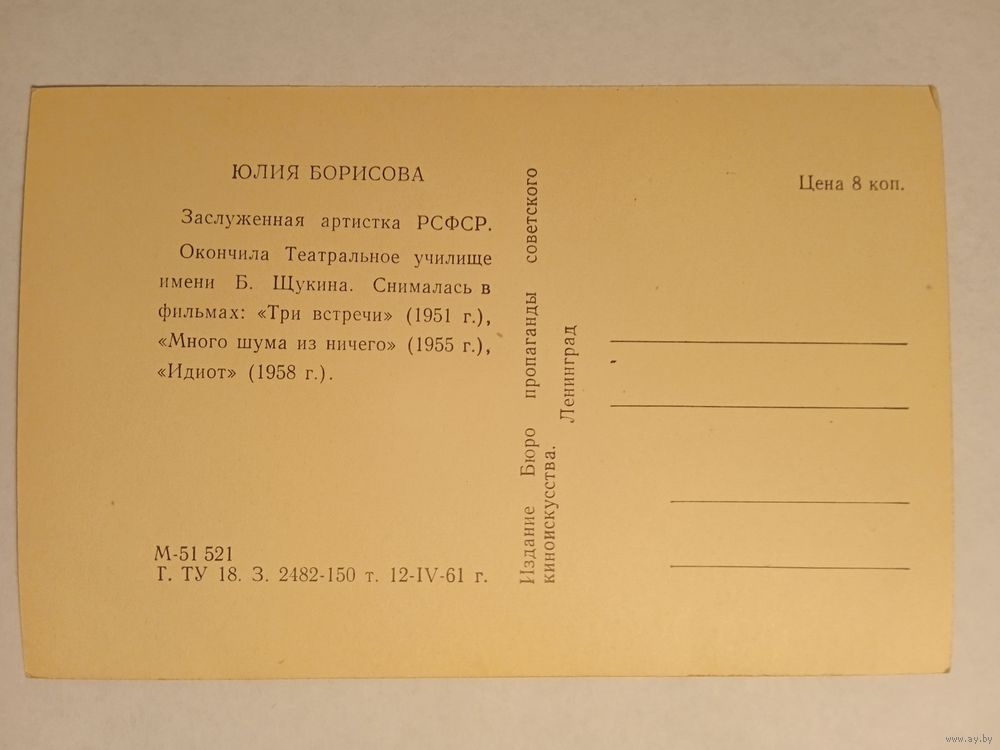 ЮЛИЯ БОРИСОВА
Заслуженная артистка РСФСР.
Окончила Театральное училище
имени Б. Щукина. Снималась в
фильмах: «Три встречи» (1951 г.),
«Много шума из ничего» (1955 г.),
«Идиот» (1958 г.).
М-51 521
Г. ТУ 18. З. 2482-150 т. 12-IV-61 г.
Издание Бюро пропаганды советского
киноискусства.
Ленинград
Цена 8 коп.
www.ay.by